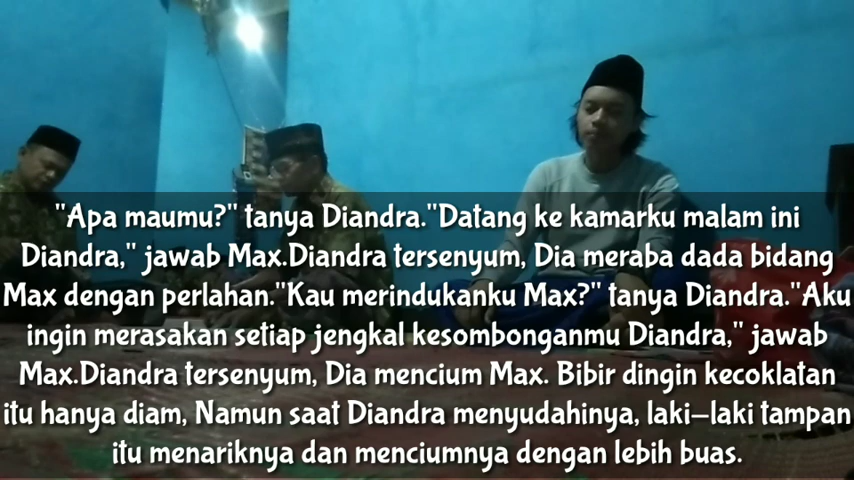 "Apa maumu?" tanya Diandra."Datang ke kamarku malam ini
Diandra," jawab Max.Diandra tersenyum, Dia meraba dada bidang
Max dengan perlahan."Kau merindukanku Max?" tanya Diandra."Aku
ingin merasakan setiap jengkal kesombonganmu Diandra," jawab
Max.Diandra tersenyum, Dia mencium Max. Bibir dingin kecoklatan
itu hanya diam, Namun saat Diandra menyudahinya, laki-laki tampan
itu menariknya dan menciumnya dengan lebih buas.